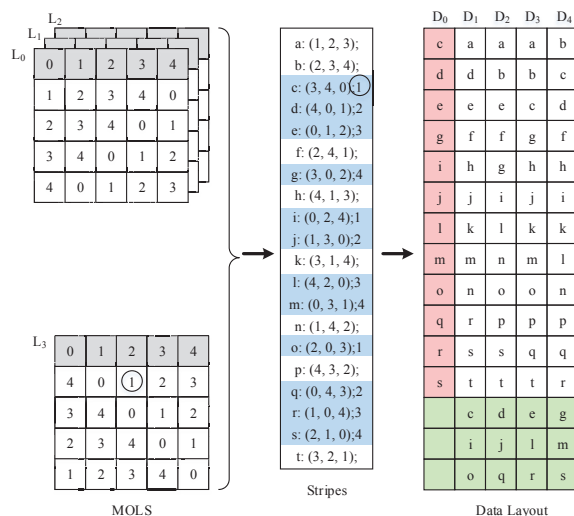 L2
L1
L0
0 1 2 3 4
1 2 3 4 0
2 3 4 0 1
3 4 0 1 2
4 0 1 2 3
L3
0 1 2 3 4
4 0 1 2 3
3 4 0 1 2
2 3 4 0 1
1 2 3 4 0
MOLS
a: (1, 2, 3);
b: (2, 3, 4);
c: (3, 4, 0);1
d: (4, 0, 1);2
e: (0, 1, 2);3
f: (2, 4, 1);
g: (3, 0, 2);4
h: (4, 1, 3);
i: (0, 2, 4);1
j: (1, 3, 0);2
k: (3, 1, 4);
l: (4, 2, 0);3
m: (0, 3, 1);4
n: (1, 4, 2);
o: (2, 0, 3);1
p: (4, 3, 2);
q: (0, 4, 3);2
r: (1, 0, 4);3
s: (2, 1, 0);4
t: (3, 2, 1);
Stripes
D0 D1 D2 D3 D4
c a a a b
d d b b c
e e e c d
g f f g f
i h g h h
j j i j i
l k l k k
m m n m l
o n o o n
q r p p p
r s s q q
s t t t r
c d e g
i j l m
o q r s
Data Layout